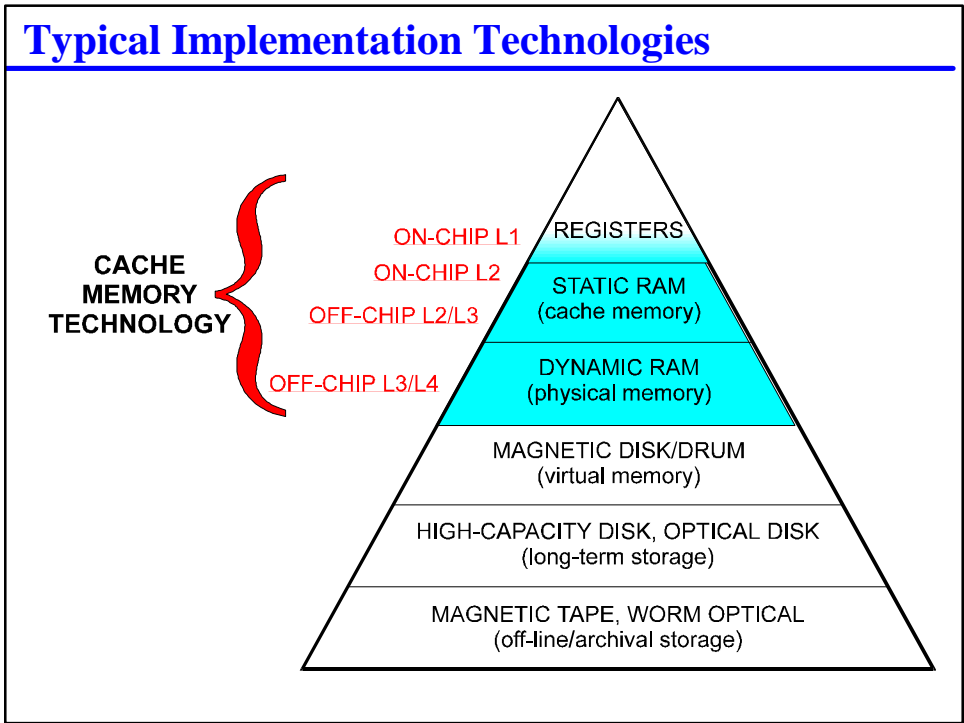 Typical Implementation Technologies
CACHE
MEMORY
TECHNOLOGY
ON-CHIP L1
ON-CHIP L2
OFF-CHIP L2/L3
OFF-CHIP L3/L4
REGISTERS
STATIC RAM
(cache memory)
DYNAMIC RAM
(physical memory)
MAGNETIC DISK/DRUM
(virtual memory)
HIGH-CAPACITY DISK, OPTICAL DISK
(long-term storage)
MAGNETIC TAPE, WORM OPTICAL
(off-line/archival storage)